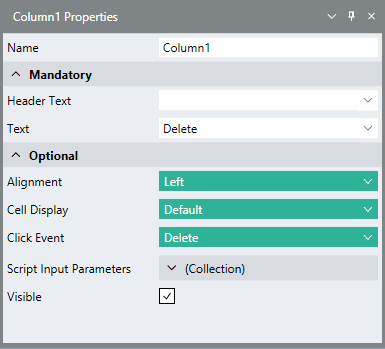 Column1 Properties
Name Column1
Mandatory
Header Text
Text Delete
Optional
Alignment Left
Cell Display Default
Click Event Delete
Script Input Parameters (Collection)
Visible